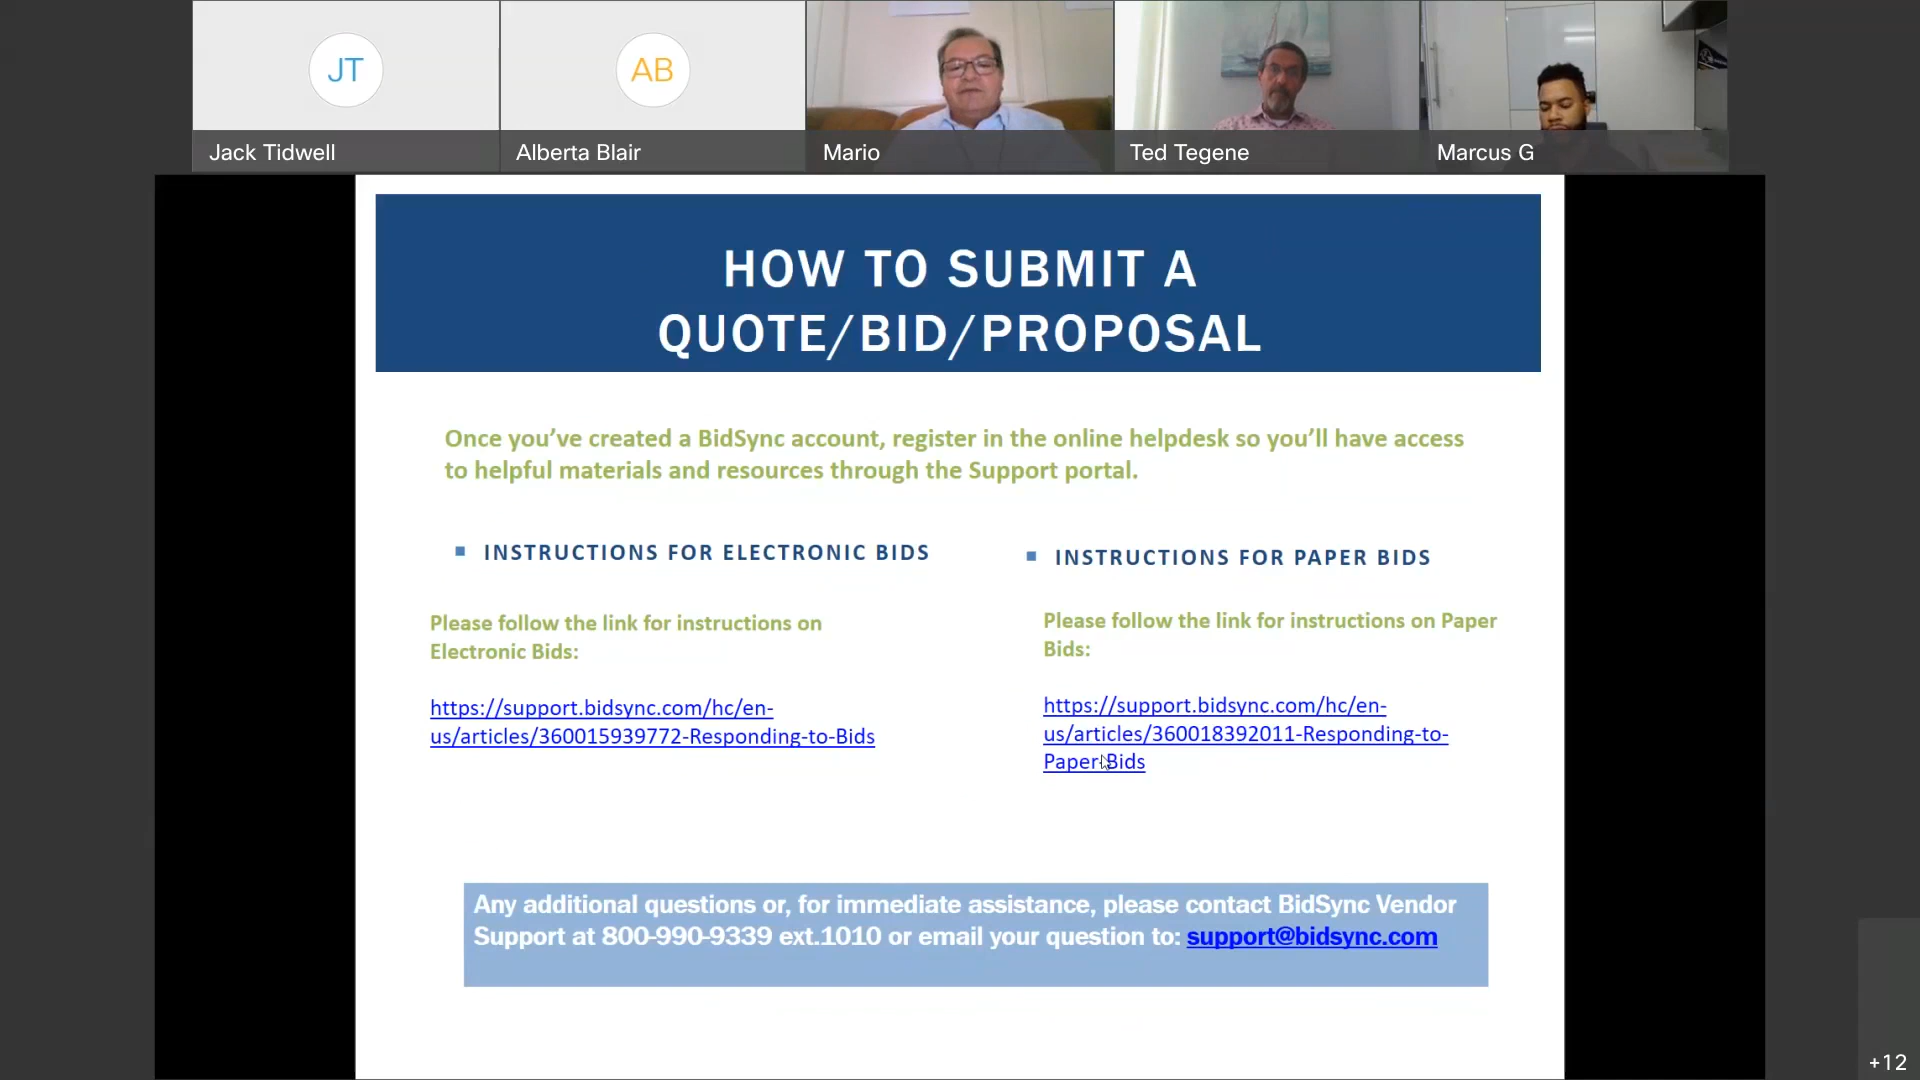 JT
AB
Jack Tidwell
Alberta Blair
Mario
Ted Tegene
Marcus G
HOW TO SUBMIT A
QUOTE/BID/PROPOSAL
Once you’ve created a BidSync account, register in the online helpdesk so you’ll have access
to helpful materials and resources through the Support portal.
INSTRUCTIONS FOR ELECTRONIC BIDS
Please follow the link for instructions on
Electronic Bids:
https://support.bidsync.com/hc/en-
us/articles/360015939772-Responding-to-Bids
INSTRUCTIONS FOR PAPER BIDS
Please follow the link for instructions on Paper
Bids:
https://support.bidsync.com/hc/en-
us/articles/360018392011-Responding-to-
Paper-Bids
Any additional questions or, for immediate assistance, please contact BidSync Vendor
Support at 800-990-9339 ext.1010 or email your question to: support@bidsync.com
+12